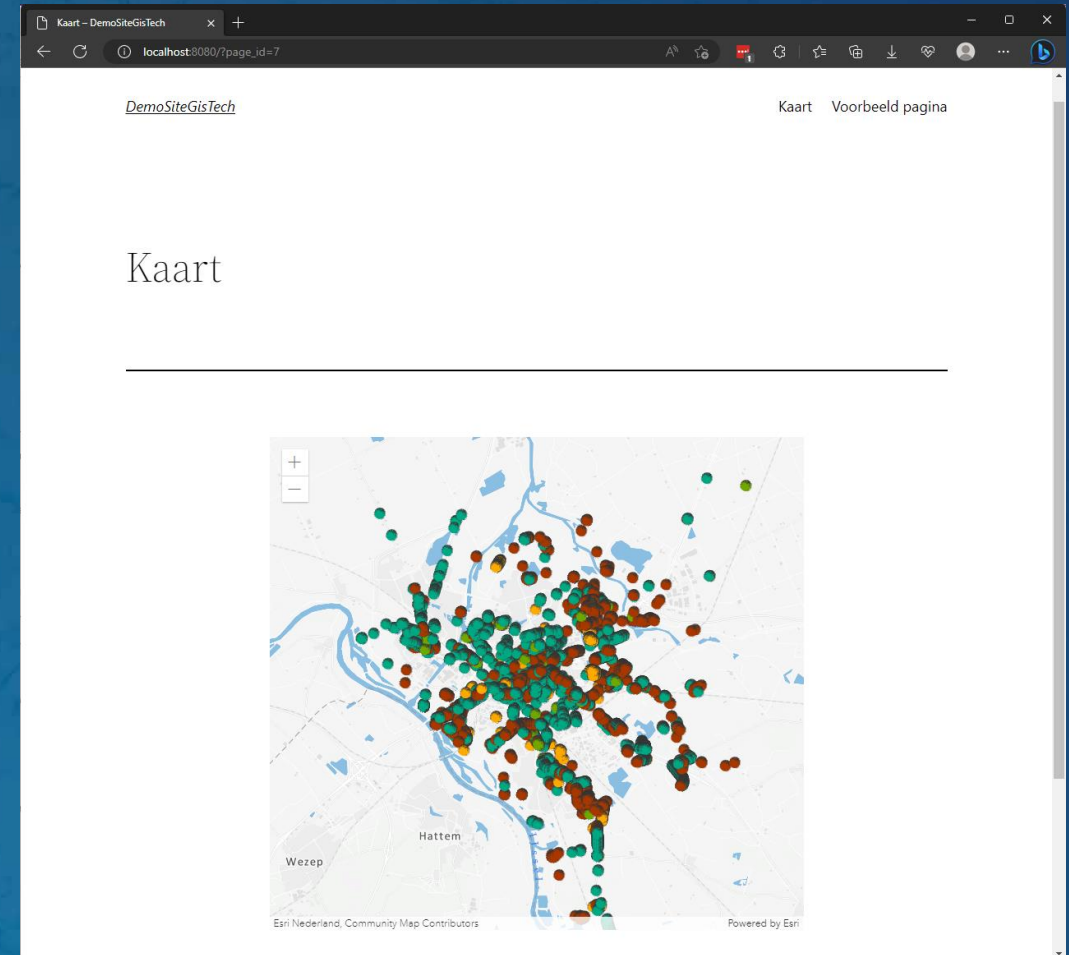 Kaart – DemoSiteGisTech
localhost:8080/?page_id=7
1
DemoSiteGisTech
Kaart Voorbeeld pagina
Kaart
Hattem
Wezep
Esri Nederland, Community Map Contributors
Powered by Esri